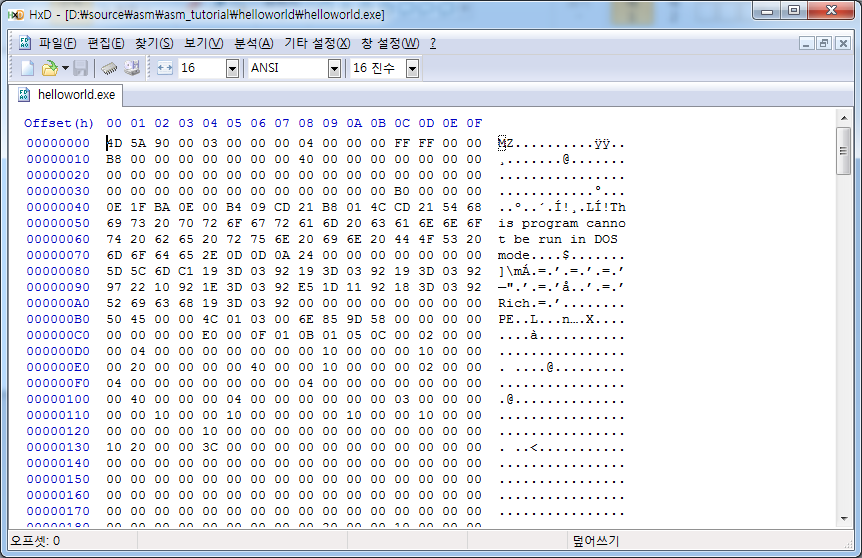 HxD - [D:\source\asm\asm_tutorial\helloworld\helloworld.exe]
파일(F) 편집(E) 찾기(S) 보기(V) 분석(A) 기타 설정(X) 창 설정(W) ?
16 ANSI 16 진수
helloworld.exe
Offset(h) 00 01 02 03 04 05 06 07 08 09 0A 0B 0C 0D 0E 0F
00000000 4D 5A 90 00 03 00 00 00 04 00 00 00 FF FF 00 00 MZ..........ÿÿ..
00000010 B8 00 00 00 00 00 00 00 40 00 00 00 00 00 00 00 ¸.......@.......
00000020 00 00 00 00 00 00 00 00 00 00 00 00 00 00 00 00 ................
00000030 00 00 00 00 00 00 00 00 00 00 00 00 B0 00 00 00 ............°...
00000040 0E 1F BA 0E 00 B4 09 CD 21 B8 01 4C CD 21 54 68 ..º..´.Í!¸.LÍ!Th
00000050 69 73 20 70 72 6F 67 72 61 6D 20 63 61 6E 6E 6F is program canno
00000060 74 20 62 65 20 72 75 6E 20 69 6E 20 44 4F 53 20 t be run in DOS
00000070 6D 6F 64 65 2E 0D 0D 0A 24 00 00 00 00 00 00 00 mode....$.......
00000080 5D 5C 6D C1 19 3D 03 92 19 3D 03 92 19 3D 03 92 ]\mÁ.=.’.=.’.=.’
00000090 97 22 10 92 1E 3D 03 92 E5 1D 11 92 18 3D 03 92 —".’.=.’å..’.=.’
000000A0 52 69 63 68 19 3D 03 92 00 00 00 00 00 00 00 00 Rich.=.’........
000000B0 50 45 00 00 4C 01 03 00 6E 85 9D 58 00 00 00 00 PE..L...n….X....
000000C0 00 00 00 00 E0 00 0F 01 0B 01 05 0C 00 02 00 00 ....à...........
000000D0 00 04 00 00 00 00 00 00 00 10 00 00 00 10 00 00 ................
000000E0 00 20 00 00 00 00 40 00 00 10 00 00 00 02 00 00 . ....@.........
000000F0 04 00 00 00 00 00 00 00 04 00 00 00 00 00 00 00 ................
00000100 00 40 00 00 00 04 00 00 00 00 00 00 03 00 00 00 .@..............
00000110 00 00 10 00 00 10 00 00 00 00 10 00 00 10 00 00 ................
00000120 00 00 00 00 10 00 00 00 00 00 00 00 00 00 00 00 ................
00000130 10 20 00 00 3C 00 00 00 00 00 00 00 00 00 00 00 . ..<...........
00000140 00 00 00 00 00 00 00 00 00 00 00 00 00 00 00 00 ................
00000150 00 00 00 00 00 00 00 00 00 00 00 00 00 00 00 00 ................
00000160 00 00 00 00 00 00 00 00 00 00 00 00 00 00 00 00 ................
00000170 00 00 00 00 00 00 00 00 00 00 00 00 00 00 00 00 ................
00000180 00 00 00 00 00 00 00 00 00 20 00 00 10 00 00 00
오프셋: 0 덮어쓰기